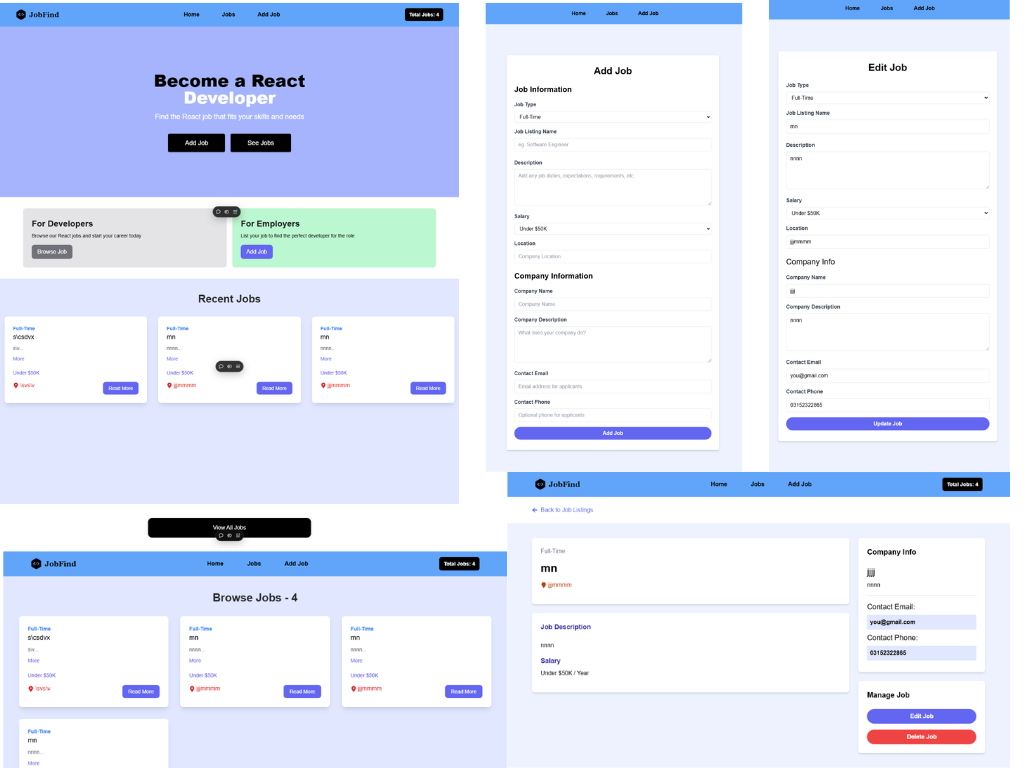 JobFind
Home Jobs Add Job
Total Jobs: 4
Become a React
Developer
Find the React job that fits your skills and needs
Add Job See Jobs
For Developers
Browse our React jobs and start your career today
Browse Job
For Employers
List your job to find the perfect developer for the role
Add Job
Recent Jobs
Full-Time
s\csdvx
sv...
More
Under $50K
\svs\v
Read More
Full-Time
mn
nnnn...
More
Under $50K
jjjmmmm
Read More
Full-Time
mn
nnnn...
More
Under $50K
jjjmmmm
Read More
View All Jobs
Home Jobs Add Job
Add Job
Job Information
Job Type
Full-Time
Job Listing Name
eg. Software Engineer
Description
Add any job duties, expectations, requirements, etc
Salary
Under $50K
Location
Company Location
Company Information
Company Name
Company Name
Company Description
What does your company do?
Contact Email
Email address for applicants
Contact Phone
Optional phone for applicants
Add Job
Home Jobs Add Job
Edit Job
Job Type
Full-Time
Job Listing Name
mn
Description
nnnn
Salary
Under $50K
Location
jjjmmmm
Company Info
Company Name
jjjj
Company Description
nnnn
Contact Email
you@gmail.com
Contact Phone
03152322865
Update Job
JobFind
Home Jobs Add Job
Total Jobs: 4
Browse Jobs - 4
Full-Time
s\csdvx
sv...
More
Under $50K
\svs\v
Read More
Full-Time
mn
nnnn...
More
Under $50K
jjjmmmm
Read More
Full-Time
mn
nnnn...
More
Under $50K
jjjmmmm
Read More
Full-Time
mn
nnnn...
More
JobFind
Home Jobs Add Job
Total Jobs: 4
Back to Job Listings
Full-Time
mn
jjjmmmm
Job Description
nnnn
Salary
Under $50K / Year
Company Info
jjjj
nnnn
Contact Email:
you@gmail.com
Contact Phone:
03152322865
Manage Job
Edit Job
Delete Job